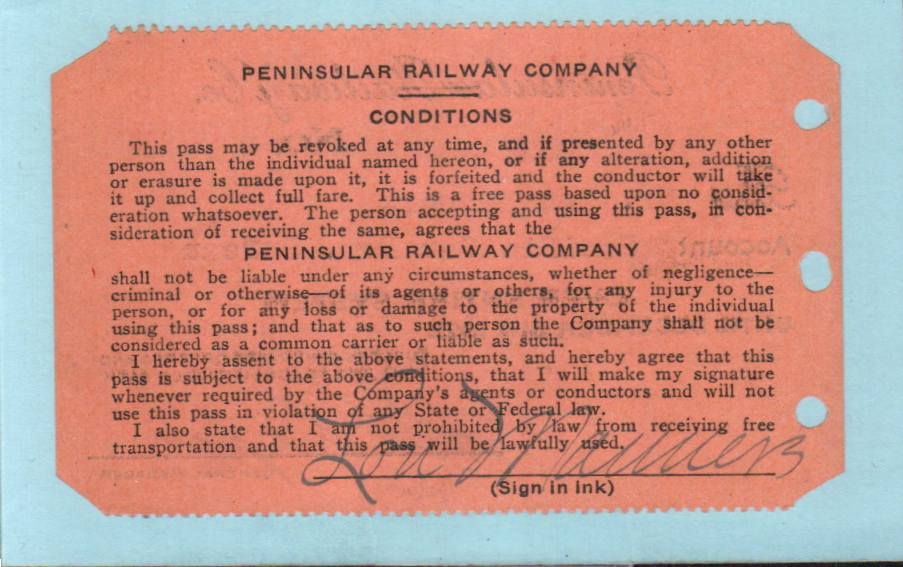 PENINSULAR RAILWAY COMPANY
CONDITIONS
This pass may be revoked at any time, and if presented by any other
person than the individual named hereon, or if any alteration, addition
or erasure is made upon it, it is forfeited and the conductor will take
it up and collect full fare. This is a free pass based upon no consid-
eration whatsoever. The person accepting and using this pass, in con-
sideration of receiving the same, agrees that the
PENINSULAR RAILWAY COMPANY
shall not be liable under any circumstances, whether of negligence—
criminal or otherwise—of its agents or others, for any injury to the
person, or for any loss or damage to the property of the individual
using this pass; and that as to such person the Company shall not be
considered as a common carrier or liable as such.
I hereby assent to the above statements, and hereby agree that this
pass is subject to the above conditions, that I will make my signature
whenever required by the Company's agents or conductors and will not
use this pass in violation of any State or Federal law.
I also state that I am not prohibited by law from receiving free
transportation and that this pass will be lawfully used.
(Sign in Ink)